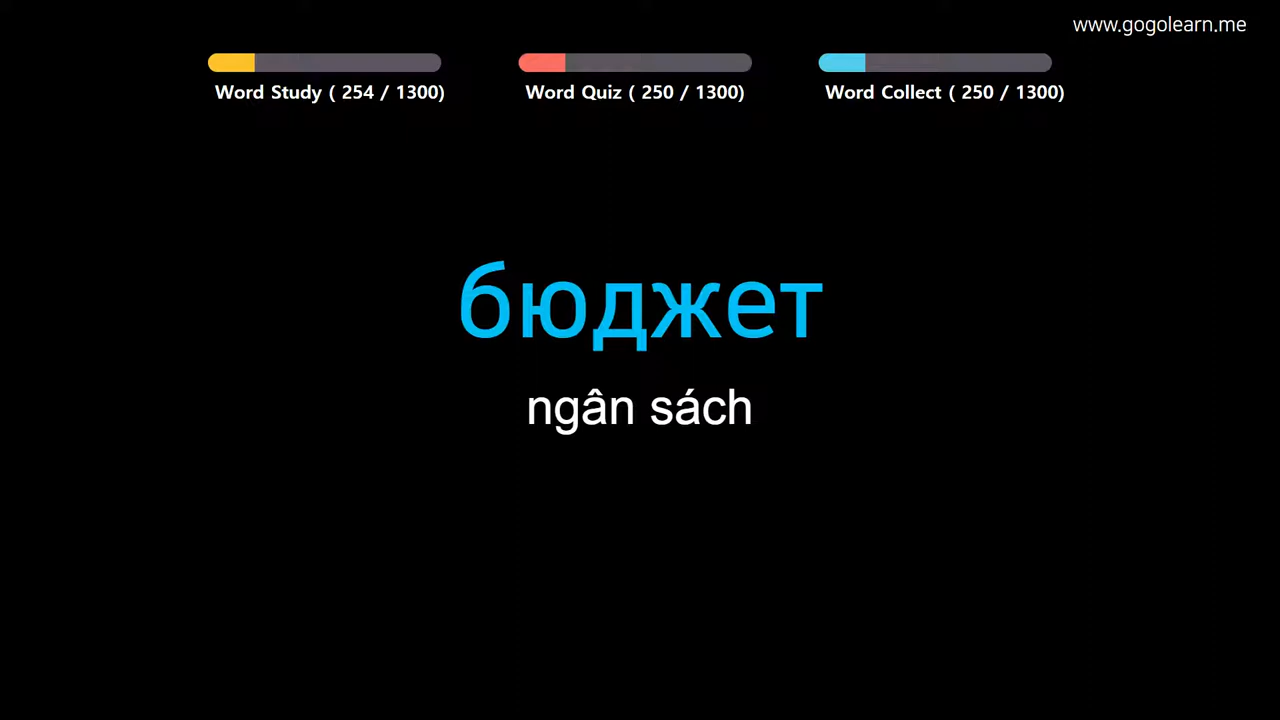 www.gogolearn.me
Word Study ( 254 / 1300)
Word Quiz ( 250 / 1300)
Word Collect ( 250 / 1300)
бюджет
ngân sách